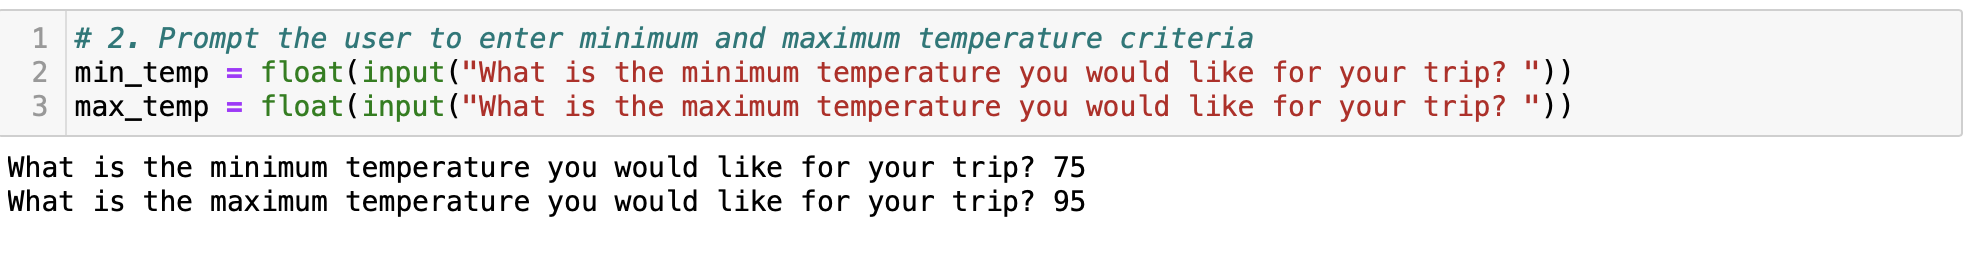 1 # 2. Prompt the user to enter minimum and maximum temperature criteria
2 min_temp = float(input("What is the minimum temperature you would like for your trip? "))
3 max_temp = float(input("What is the maximum temperature you would like for your trip? "))
What is the minimum temperature you would like for your trip? 75
What is the maximum temperature you would like for your trip? 95